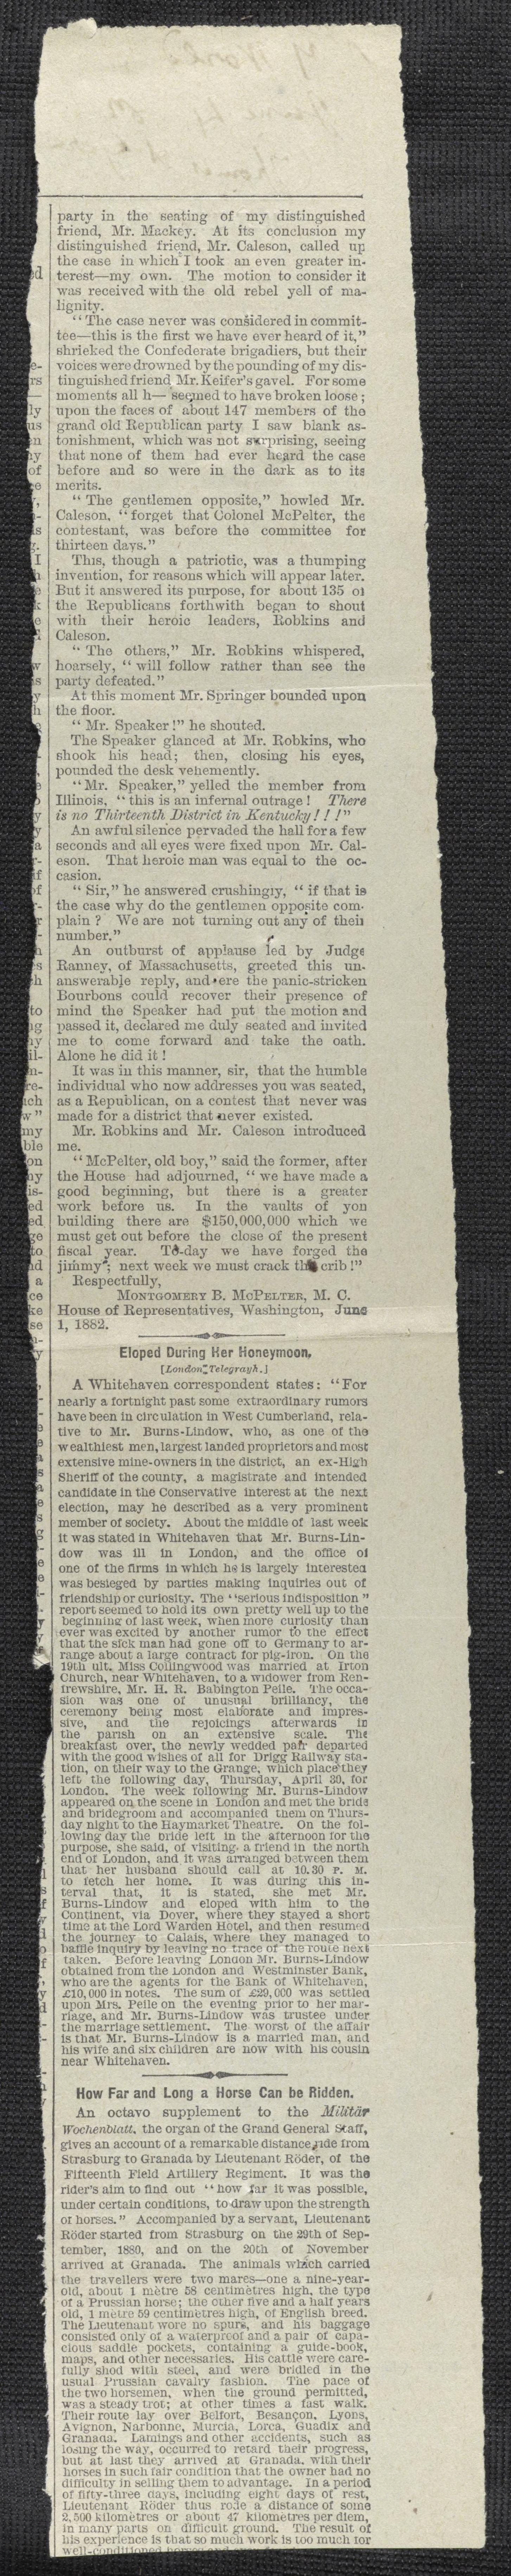 party in the seating of my distinguished
friend, Mr. Mackey. At its conclusion my
distinguished friend, Mr. Caleson, called up
the case in which I took an even greater in-
terest—my own. The motion to consider it
was received with the old rebel yell of ma-
lignity.
"The case never was considered in commit-
tee—this is the first we have ever heard of it,"
shrieked the Confederate brigadiers, but their
voices were drowned by the pounding of my dis-
tinguished friend Mr. Keifer's gavel. For some
moments all h— seemed to have broken loose;
upon the faces of about 147 members of the
grand old Republican party I saw blank as-
tonishment, which was not surprising, seeing
that none of them had ever heard the case
before and so were in the dark as to its
merits.
"The gentlemen opposite," howled Mr.
Caleson, "forget that Colonel McPelter, the
contestant, was before the committee for
thirteen days."
This, though a patriotic, was a thumping
invention, for reasons which will appear later.
But it answered its purpose, for about 135 of
the Republicans forthwith began to shout
with their heroic leaders, Robkins and
Caleson.
"The others," Mr. Robkins whispered,
hoarsely, "will follow rather than see the
party defeated."
At this moment Mr. Springer bounded upon
the floor.
"Mr. Speaker!" he shouted.
The Speaker glanced at Mr. Robkins, who
shook his head; then, closing his eyes,
pounded the desk vehemently.
"Mr. Speaker," yelled the member from
Illinois, "this is an infernal outrage! There
is no Thirteenth District in Kentucky!!!"
An awful silence pervaded the hall for a few
seconds and all eyes were fixed upon Mr. Cal-
eson. That heroic man was equal to the oc-
casion.
"Sir," he answered crushingly, "if that is
the case why do the gentlemen opposite com-
plain? We are not turning out any of their
number."
An outburst of applause led by Judge
Ranney, of Massachusetts, greeted this un-
answerable reply, and ere the panic-stricken
Bourbons could recover their presence of
mind the Speaker had put the motion and
passed it, declared me duly seated and invited
me to come forward and take the oath.
Alone he did it!
It was in this manner, sir, that the humble
individual who now addresses you was seated,
as a Republican, on a contest that never was
made for a district that never existed.
Mr. Robkins and Mr. Caleson introduced
me.
"McPelter, old boy," said the former, after
the House had adjourned, "we have made a
good beginning, but there is a greater
work before us. In the vaults of yon
building there are $150,000,000 which we
must get out before the close of the present
fiscal year. To-day we have forged the
jimmy; next week we must crack the crib!"
Respectfully,
MONTGOMERY B. MCPELTER, M. C.
House of Representatives, Washington, June
1, 1882.
Eloped During Her Honeymoon.
[London Telegraph.]
A Whitehaven correspondent states: "For
nearly a fortnight past some extraordinary rumors
have been in circulation in West Cumberland, rela-
tive to Mr. Burns-Lindow, who, as one of the
wealthiest men, largest landed proprietors and most
extensive mine-owners in the district, an ex-High
Sheriff of the county, a magistrate and intended
candidate in the Conservative interest at the next
election, may he described as a very prominent
member of society. About the middle of last week
it was stated in Whitehaven that Mr. Burns-Lin-
dow was ill in London, and the office of
one of the firms in which he is largely interested
was besieged by parties making inquiries out of
friendship or curiosity. The "serious indisposition"
report seemed to hold its own pretty well up to the
beginning of last week, when more curiosity than
ever was excited by another rumor to the effect
that the sick man had gone off to Germany to ar-
range about a large contract for pig-iron. On the
19th ult. Miss Collingwood was married at Irton
Church, near Whitehaven, to a widower from Ren-
frewshire, Mr. H. R. Babington Peile. The occa-
sion was one of unusual brilliancy, the
ceremony being most elaborate and impres-
sive, and the rejoicings afterwards in
the parish on an extensive scale. The
breakfast over, the newly wedded pair departed
with the good wishes of all for Drigg Railway sta-
tion, on their way to the Grange, which place they
left the following day, Thursday, April 30, for
London. The week following Mr. Burns-Lindow
appeared on the scene in London and met the bride
and bridegroom and accompanied them on Thurs-
day night to the Haymarket Theatre. On the fol-
lowing day the bride left in the afternoon for the
purpose, she said, of visiting a friend in the north
end of London, and it was arranged between them
that her husband should call at 10.30 P. M.
to fetch her home. It was during this in-
terval that, it is stated, she met Mr.
Burns-Lindow and eloped with him to the
Continent, via Dover, where they stayed a short
time at the Lord Warden Hotel, and then resumed
the journey to Calais, where they managed to
baffle inquiry by leaving no trace of the route next
taken. Before leaving London Mr. Burns-Lindow
obtained from the London and Westminster Bank,
who are the agents for the Bank of Whitehaven,
£10,000 in notes. The sum of £29,000 was settled
upon Mrs. Peile on the evening prior to her mar-
riage, and Mr. Burns-Lindow was trustee under
the marriage settlement. The worst of the affair
is that Mr. Burns-Lindow is a married man, and
his wife and six children are now with his cousin
near Whitehaven.
How Far and Long a Horse Can be Ridden.
An octavo supplement to the Militär
Wochenblatt, the organ of the Grand General Staff,
gives an account of a remarkable distance ride from
Strasburg to Granada by Lieutenant Röder, of the
Fifteenth Field Artillery Regiment. It was the
rider's aim to find out "how far it was possible,
under certain conditions, to draw upon the strength
of horses." Accompanied by a servant, Lieutenant
Röder started from Strasburg on the 29th of Sep-
tember, 1880, and on the 20th of November
arrived at Granada. The animals which carried
the travellers were two mares—one a nine-year-
old, about 1 mètre 58 centimètres high, the type
of a Prussian horse; the other five and a half years
old, 1 mètre 59 centimètres high, of English breed.
The Lieutenant wore no spurs, and his baggage
consisted only of a waterproof and a pair of capa-
cious saddle pockets, containing a guide-book,
maps, and other necessaries. His cattle were care-
fully shod with steel, and were bridled in the
usual Prussian cavalry fashion. The pace of
the two horsemen, when the ground permitted,
was a steady trot; at other times a fast walk.
Their route lay over Belfort, Besançon, Lyons,
Avignon, Narbonne, Murcia, Lorca, Guadix and
Granada. Lamings and other accidents, such as
losing the way, occurred to retard their progress,
but at last they arrived at Granada, with their
horses in such fair condition that the owner had no
difficulty in selling them to advantage. In a period
of fifty-three days, including eight days of rest,
Lieutenant Röder thus rode a distance of some
2,500 kilomètres or about 47 kilomètres per diem,
in many parts on difficult ground. The result of
his experience is that so much work is too much for
well-conditioned